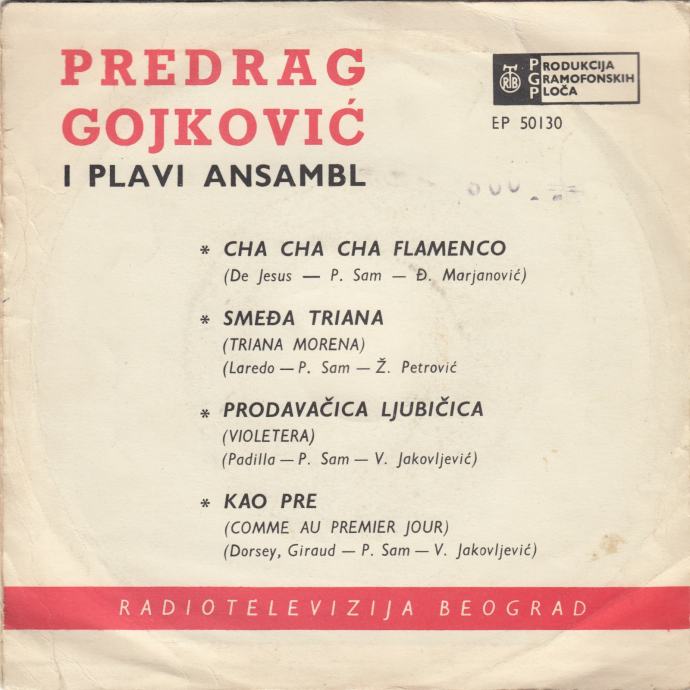 PREDRAG
GOJKOVIĆ
I PLAVI ANSAMBL
RTB
PGP
PRODUKCIJA
GRAMOFONSKIH
PLOČA
EP 50130
* CHA CHA CHA FLAMENCO
(De Jesus — P. Sam — Đ. Marjanović)
* SMEĐA TRIANA
(TRIANA MORENA)
(Laredo — P. Sam — Ž. Petrović
* PRODAVAČICA LJUBIČICA
(VIOLETERA)
(Padilla — P. Sam — V. Jakovljević)
* KAO PRE
(COMME AU PREMIER JOUR)
(Dorsey, Giraud — P. Sam — V. Jakovljević)
RADIOTELEVIZIJA BEOGRAD